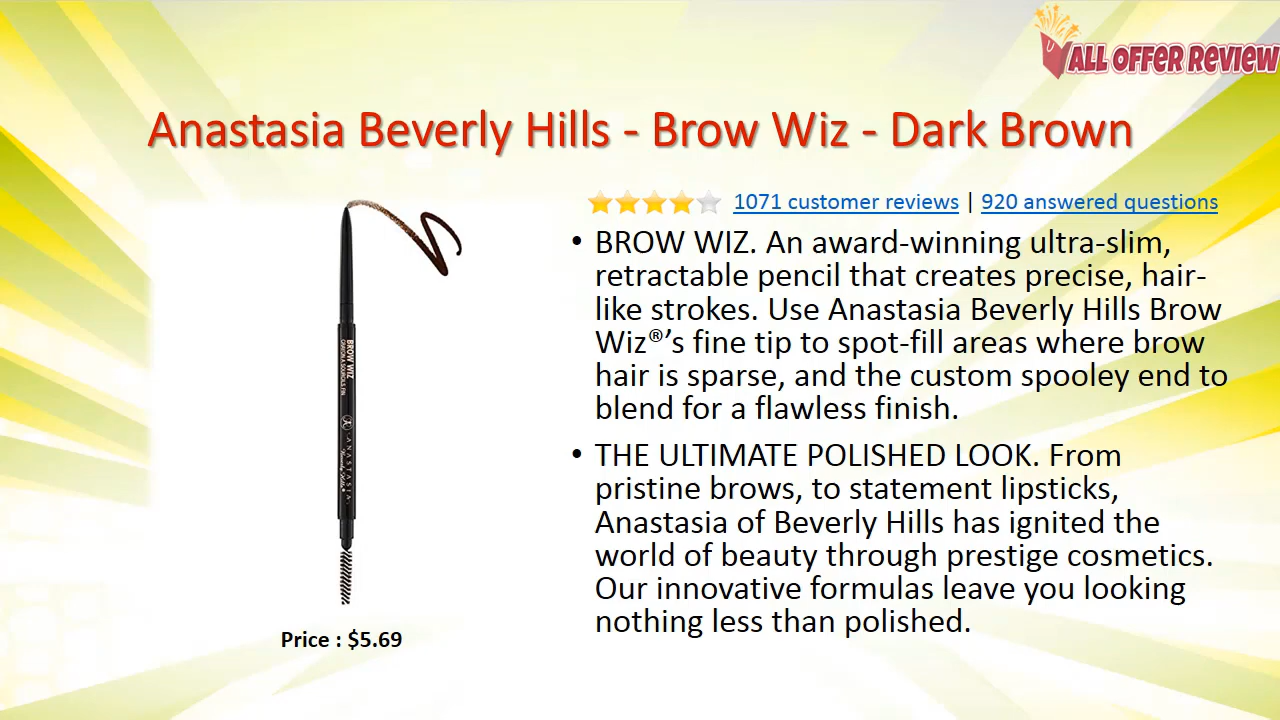 ALL OFFER REVIEW
Anastasia Beverly Hills - Brow Wiz - Dark Brown
1071 customer reviews | 920 answered questions
• BROW WIZ. An award-winning ultra-slim,
retractable pencil that creates precise, hair-
like strokes. Use Anastasia Beverly Hills Brow
Wiz®’s fine tip to spot-fill areas where brow
hair is sparse, and the custom spooley end to
blend for a flawless finish.
• THE ULTIMATE POLISHED LOOK. From
pristine brows, to statement lipsticks,
Anastasia of Beverly Hills has ignited the
world of beauty through prestige cosmetics.
Our innovative formulas leave you looking
nothing less than polished.
BROW WIZ
ANASTASIA
Beverly Hills
Price : $5.69